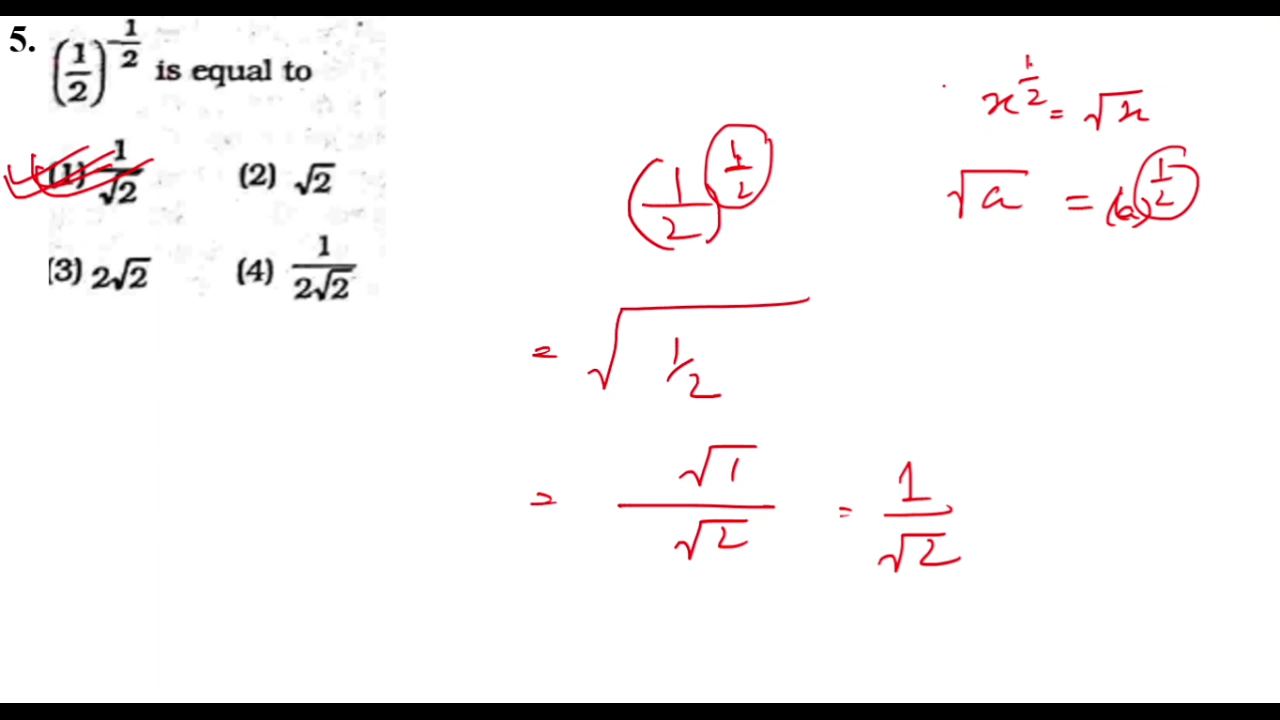 5. (1/2)^-1/2 is equal to
(1) 1/√2 (2) √2
(3) 2√2 (4) 1/2√2
x^1/2 = √x
√a = (a)^1/2
(1/2)^1/2
= √1/2
= √1/√2 = 1/√2